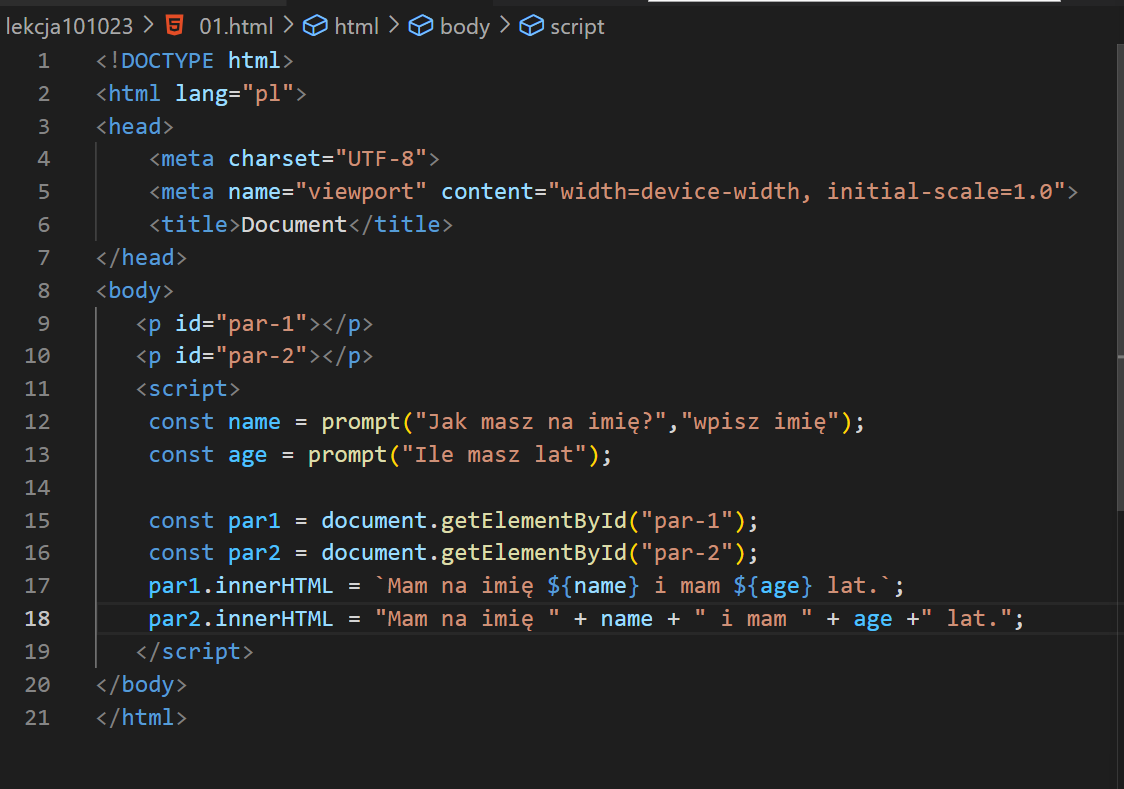 lekcja101023 > 01.html > html > body > script
1 <!DOCTYPE html>
2 <html lang="pl">
3 <head>
4     <meta charset="UTF-8">
5     <meta name="viewport" content="width=device-width, initial-scale=1.0">
6     <title>Document</title>
7 </head>
8 <body>
9    <p id="par-1"></p>
10    <p id="par-2"></p>
11    <script>
12     const name = prompt("Jak masz na imię?","wpisz imię");
13     const age = prompt("Ile masz lat");
14
15     const par1 = document.getElementById("par-1");
16     const par2 = document.getElementById("par-2");
17     par1.innerHTML = `Mam na imię ${name} i mam ${age} lat.`;
18     par2.innerHTML = "Mam na imię " + name + " i mam " + age +" lat.";
19    </script>
20 </body>
21 </html>